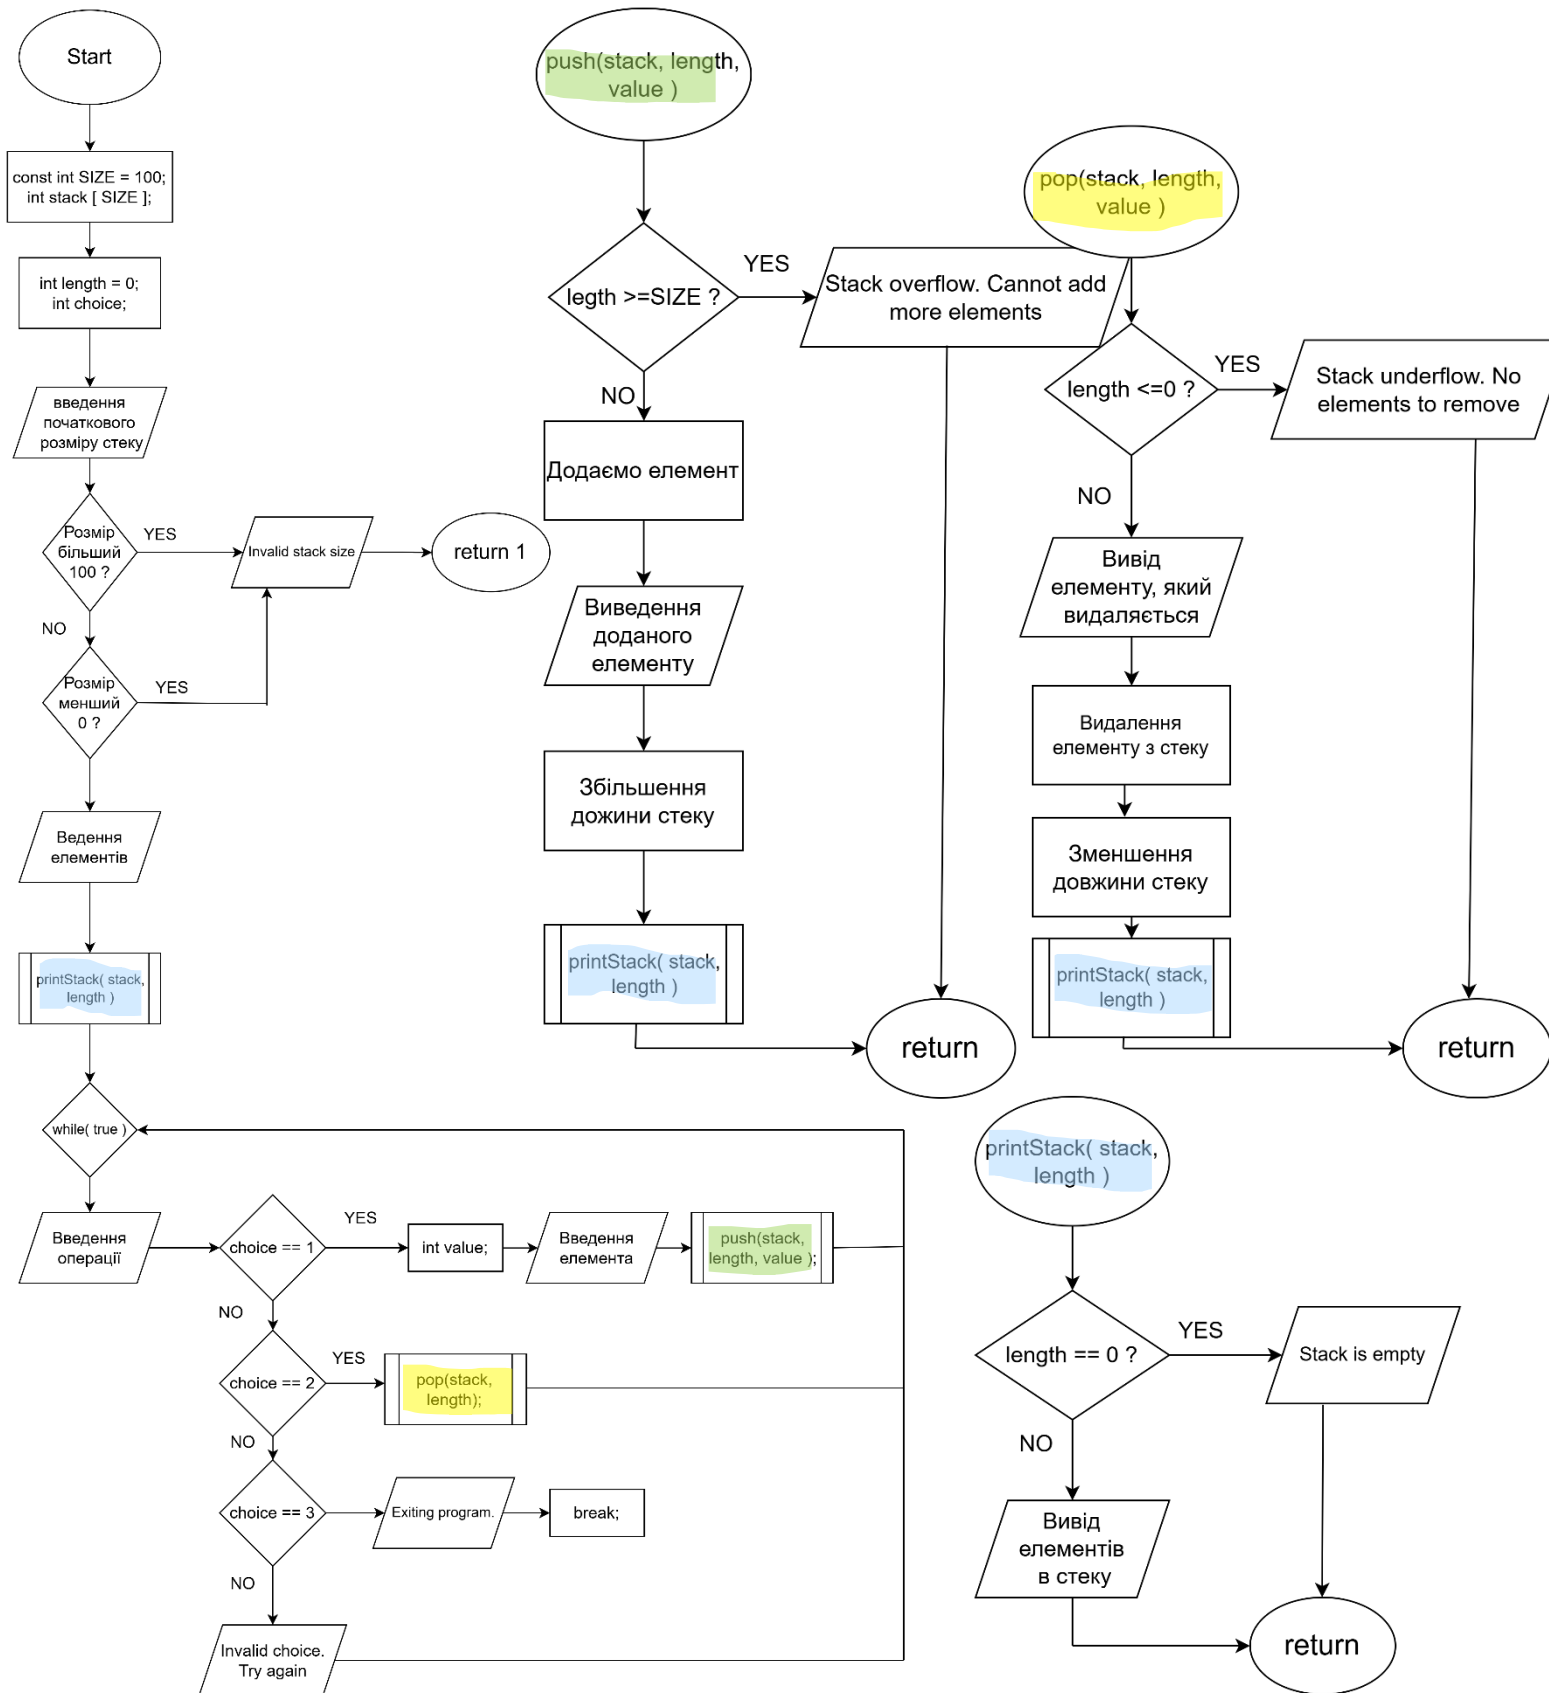 Start
const int SIZE = 100;
int stack [ SIZE ];
int length = 0;
int choice;
введення
початкового
розміру стеку
Розмір
більший
100 ?
YES
Invalid stack size
return 1
NO
Розмір
менший
0 ?
YES
Ведення
елементів
printStack( stack,
length )
while( true )
Введення
операції
choice == 1
YES
int value;
Введення
елемента
push(stack,
length, value );
NO
choice == 2
YES
pop(stack,
length);
NO
choice == 3
Exiting program.
break;
NO
Invalid choice.
Try again
push(stack, length,
value )
legth >=SIZE ?
YES
Stack overflow. Cannot add
more elements
NO
Додаємо елемент
Виведення
доданого
елементу
Збільшення
дожини стеку
printStack( stack,
length )
return
pop(stack, length,
value )
length <=0 ?
YES
Stack underflow. No
elements to remove
NO
Вивід
елементу, який
видаляється
Видалення
елементу з стеку
Зменшення
довжини стеку
printStack( stack,
length )
return
printStack( stack,
length )
length == 0 ?
YES
Stack is empty
NO
Вивід
елементів
в стеку
return